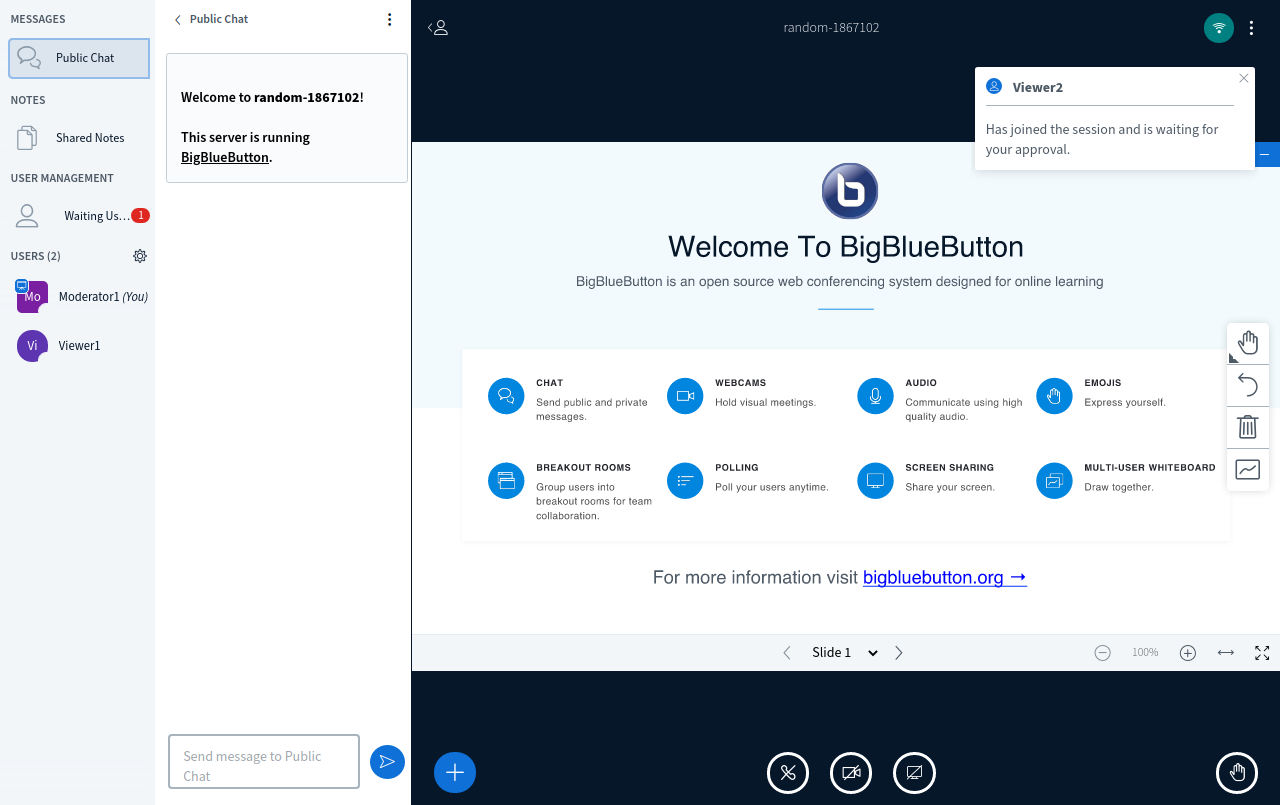 MESSAGES
Public Chat
NOTES
Shared Notes
USER MANAGEMENT
Waiting Us... 1
USERS (2)
Mo Moderator1 (You)
Vi Viewer1
Public Chat
Welcome to random-1867102!
This server is running
BigBlueButton.
Send message to Public
Chat
random-1867102
Viewer2
Has joined the session and is waiting for
your approval.
b
Welcome To BigBlueButton
BigBlueButton is an open source web conferencing system designed for online learning
CHAT
Send public and private
messages.
WEBCAMS
Hold visual meetings.
AUDIO
Communicate using high
quality audio.
EMOJIS
Express yourself.
BREAKOUT ROOMS
Group users into
breakout rooms for team
collaboration.
POLLING
Poll your users anytime.
SCREEN SHARING
Share your screen.
MULTI-USER WHITEBOARD
Draw together.
For more information visit bigbluebutton.org →
Slide 1
100%